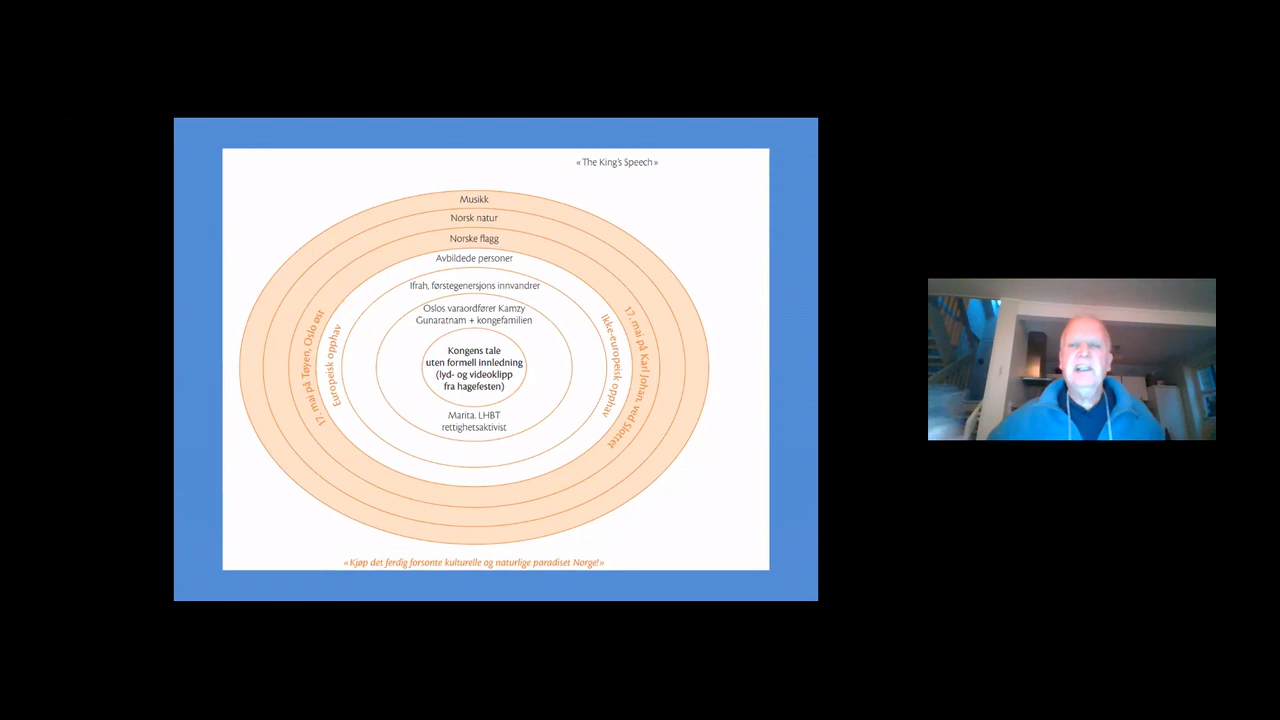 «The King's Speech»
Musikk
Norsk natur
Norske flagg
Avbildede personer
Ifrah, førstegenersjons innvandrer
Oslos varaordfører Kamzy
Gunaratnam + kongefamilien
Kongens tale
uten formell innledning
(lyd- og videoklipp
fra hagefesten)
Marita. LHBT
rettighetsaktivist
17. mai på Tøyen, Oslo øst
Europeisk opphav
Ikke-europeisk opphav
17. mai på Karl Johan, ved Slottet
«Kjøp det ferdig forsonte kulturelle og naturlige paradiset Norge!»